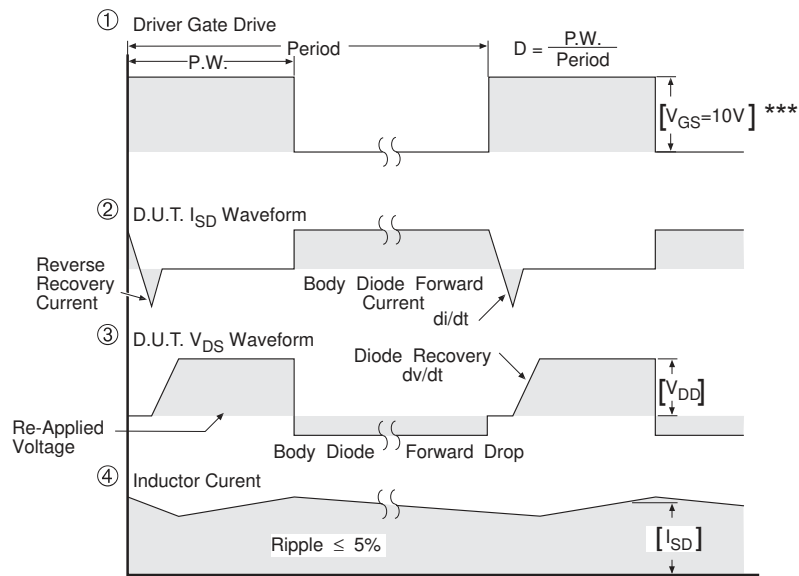 ① Driver Gate Drive
Period
P.W.
D = P.W.
Period
[VGS=10V] ***
② D.U.T. ISD Waveform
Reverse
Recovery
Current
Body Diode Forward
Current
di/dt
③ D.U.T. VDS Waveform
Diode Recovery
dv/dt
[VDD]
Re-Applied
Voltage
Body Diode Forward Drop
④ Inductor Curent
Ripple ≤ 5%
[ISD]